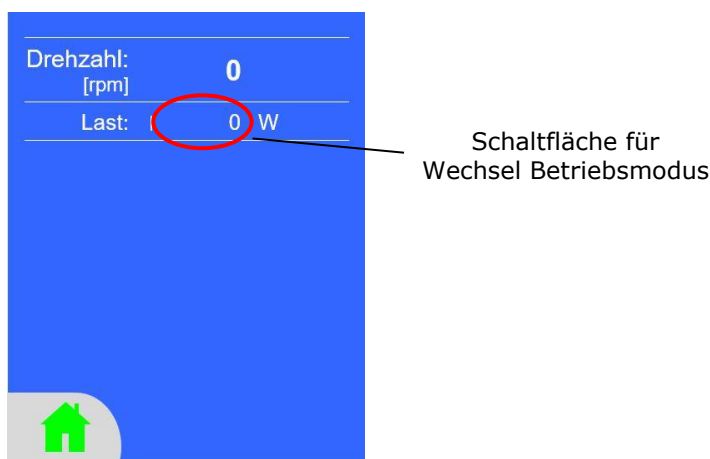 Drehzahl: 0
[rpm]
Last: 0 W
Schaltfläche für
Wechsel Betriebsmodus